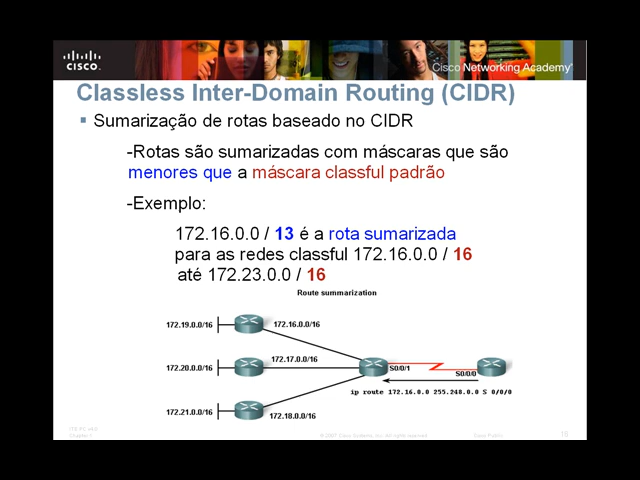 CISCO
Cisco Networking Academy
Classless Inter-Domain Routing (CIDR)
Sumarização de rotas baseado no CIDR
-Rotas são sumarizadas com máscaras que são
menores que a máscara classful padrão
-Exemplo:
172.16.0.0 / 13 é a rota sumarizada
para as redes classful 172.16.0.0 / 16
até 172.23.0.0 / 16
Route summarization
172.19.0.0/16
172.16.0.0/16
172.20.0.0/16
172.17.0.0/16
S0/0/1
S0/0/0
ip route 172.16.0.0 255.248.0.0 S 0/0/0
172.21.0.0/16
172.18.0.0/16